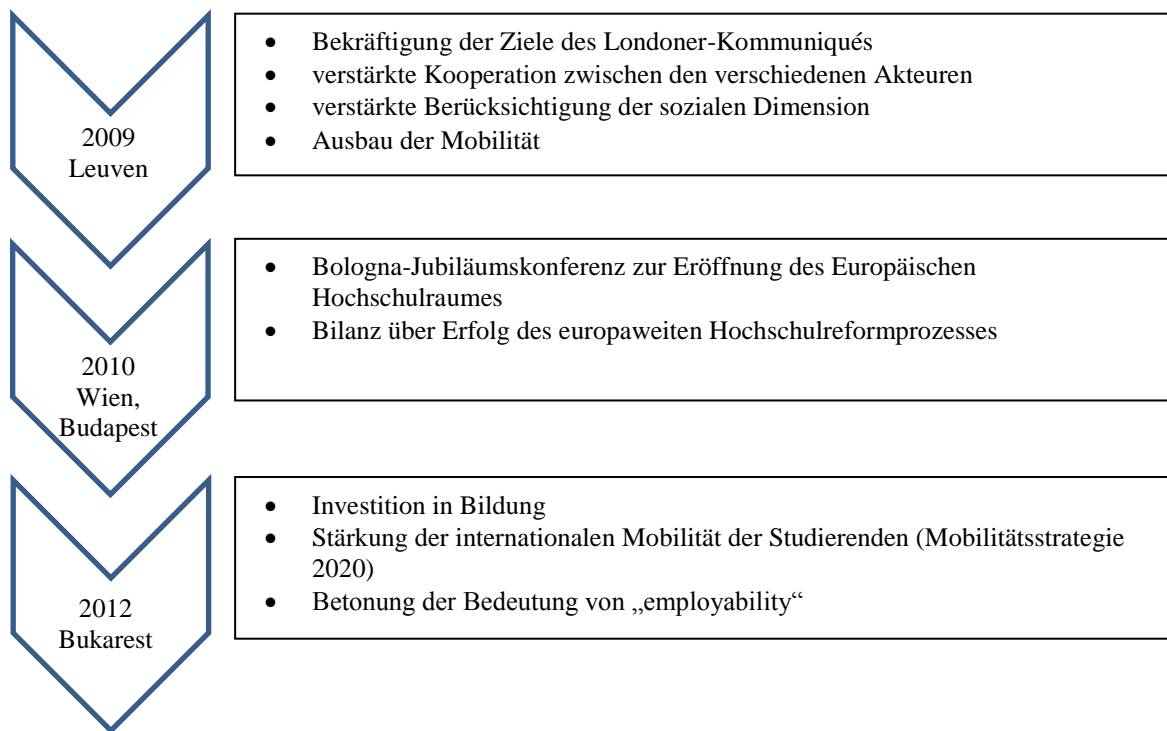 2009
Leuven
• Bekräftigung der Ziele des Londoner-Kommuniqués
• verstärkte Kooperation zwischen den verschiedenen Akteuren
• verstärkte Berücksichtigung der sozialen Dimension
• Ausbau der Mobilität
2010
Wien,
Budapest
• Bologna-Jubiläumskonferenz zur Eröffnung des Europäischen
Hochschulraumes
• Bilanz über Erfolg des europaweiten Hochschulreformprozesses
2012
Bukarest
• Investition in Bildung
• Stärkung der internationalen Mobilität der Studierenden (Mobilitätsstrategie
2020)
• Betonung der Bedeutung von „employability“